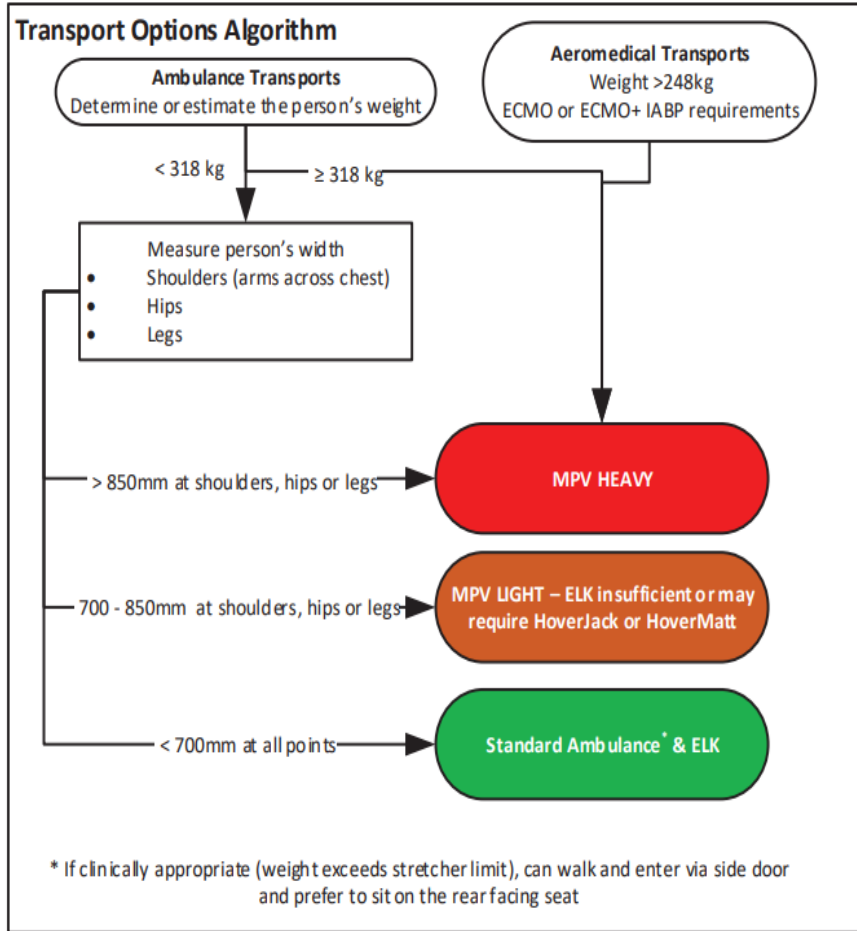 Transport Options Algorithm
Ambulance Transports
Determine or estimate the person's weight
Aeromedical Transports
Weight >248kg
ECMO or ECMO+ IABP requirements
< 318 kg
≥ 318 kg
Measure person's width
• Shoulders (arms across chest)
• Hips
• Legs
> 850mm at shoulders, hips or legs
MPV HEAVY
700 - 850mm at shoulders, hips or legs
MPV LIGHT – ELK insufficient or may
require HoverJack or HoverMatt
< 700mm at all points
Standard Ambulance* & ELK
* If clinically appropriate (weight exceeds stretcher limit), can walk and enter via side door
and prefer to sit on the rear facing seat